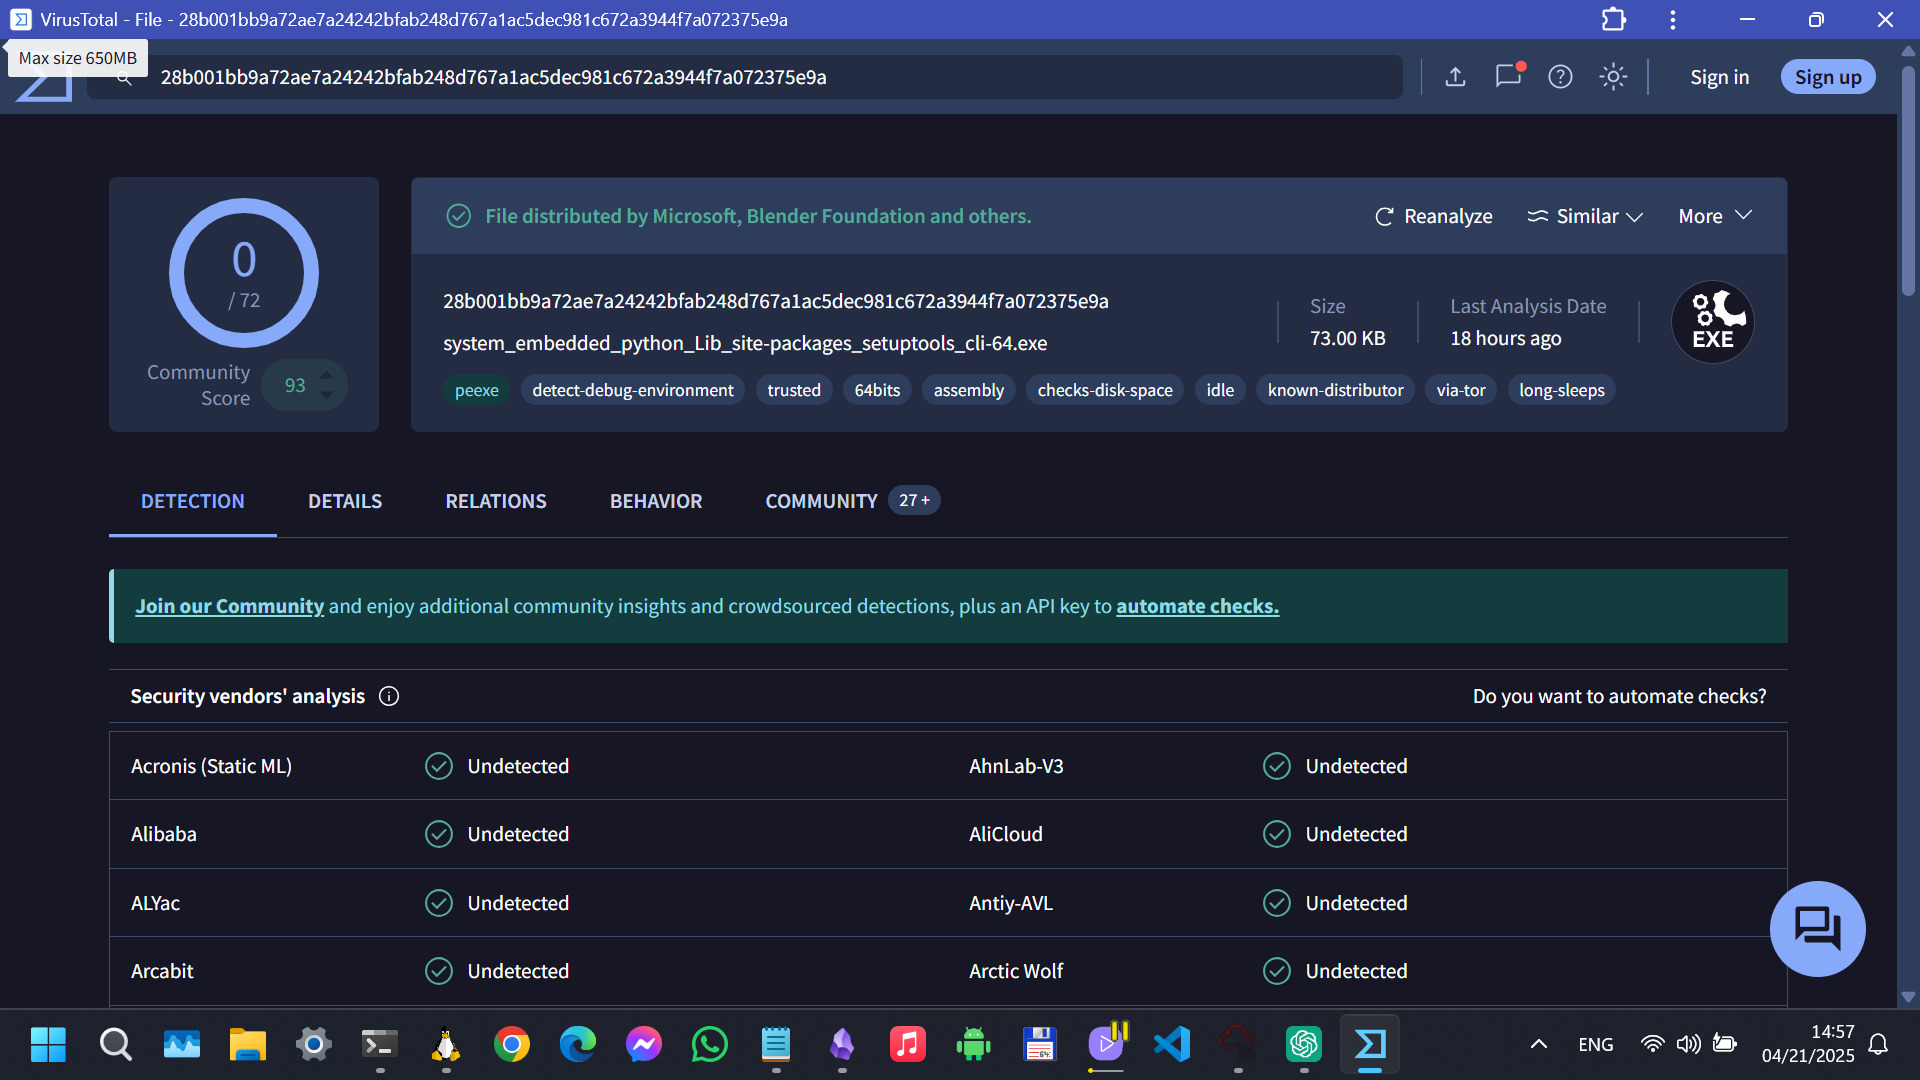 VirusTotal - File - 28b001bb9a72ae7a24242bfab248d767a1ac5dec981c672a3944f7a072375e9a
Max size 650MB
28b001bb9a72ae7a24242bfab248d767a1ac5dec981c672a3944f7a072375e9a
Sign in
Sign up
0
/ 72
Community
Score
93
File distributed by Microsoft, Blender Foundation and others.
Reanalyze
Similar
More
28b001bb9a72ae7a24242bfab248d767a1ac5dec981c672a3944f7a072375e9a
system_embedded_python_Lib_site-packages_setuptools_cli-64.exe
Size
73.00 KB
Last Analysis Date
18 hours ago
EXE
peexe
detect-debug-environment
trusted
64bits
assembly
checks-disk-space
idle
known-distributor
via-tor
long-sleeps
DETECTION
DETAILS
RELATIONS
BEHAVIOR
COMMUNITY
27 +
Join our Community and enjoy additional community insights and crowdsourced detections, plus an API key to automate checks.
Security vendors' analysis
Do you want to automate checks?
Acronis (Static ML)
Undetected
AhnLab-V3
Undetected
Alibaba
Undetected
AliCloud
Undetected
ALYac
Undetected
Antiy-AVL
Undetected
Arcabit
Undetected
Arctic Wolf
Undetected
64
ENG
14:57
04/21/2025